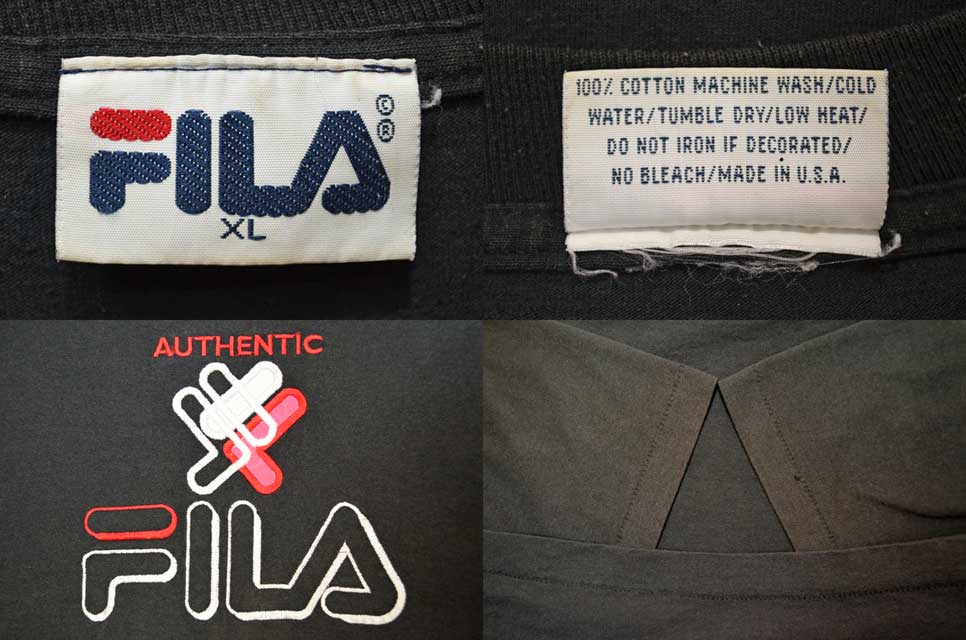 FILA
©
®
XL
100% COTTON MACHINE WASH/COLD
WATER/TUMBLE DRY/LOW HEAT/
DO NOT IRON IF DECORATED/
NO BLEACH/MADE IN U.S.A.
AUTHENTIC
FILA